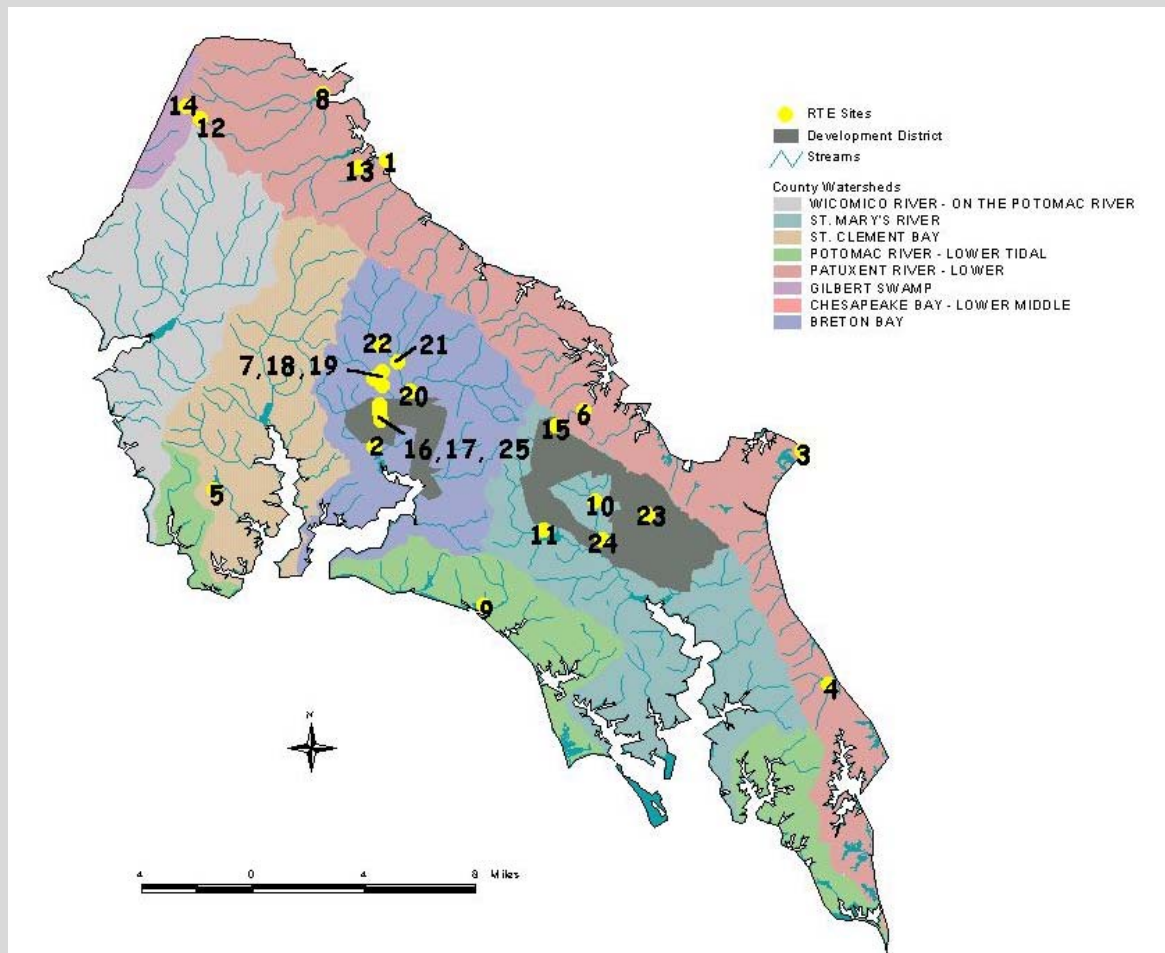 8
14
12
13
1
RTE Sites
Development District
Streams
County Watersheds
WICOMICO RIVER - ON THE POTOMAC RIVER
ST. MARY'S RIVER
ST. CLEMENT BAY
POTOMAC RIVER - LOWER TIDAL
PATUXENT RIVER - LOWER
GILBERT SWAMP
CHESAPEAKE BAY - LOWER MIDDLE
BRETON BAY
22
21
7,18,19
20
6
15
2
16,17, 25
3
5
10
23
11
24
9
4
N
4 0 4 8 Miles